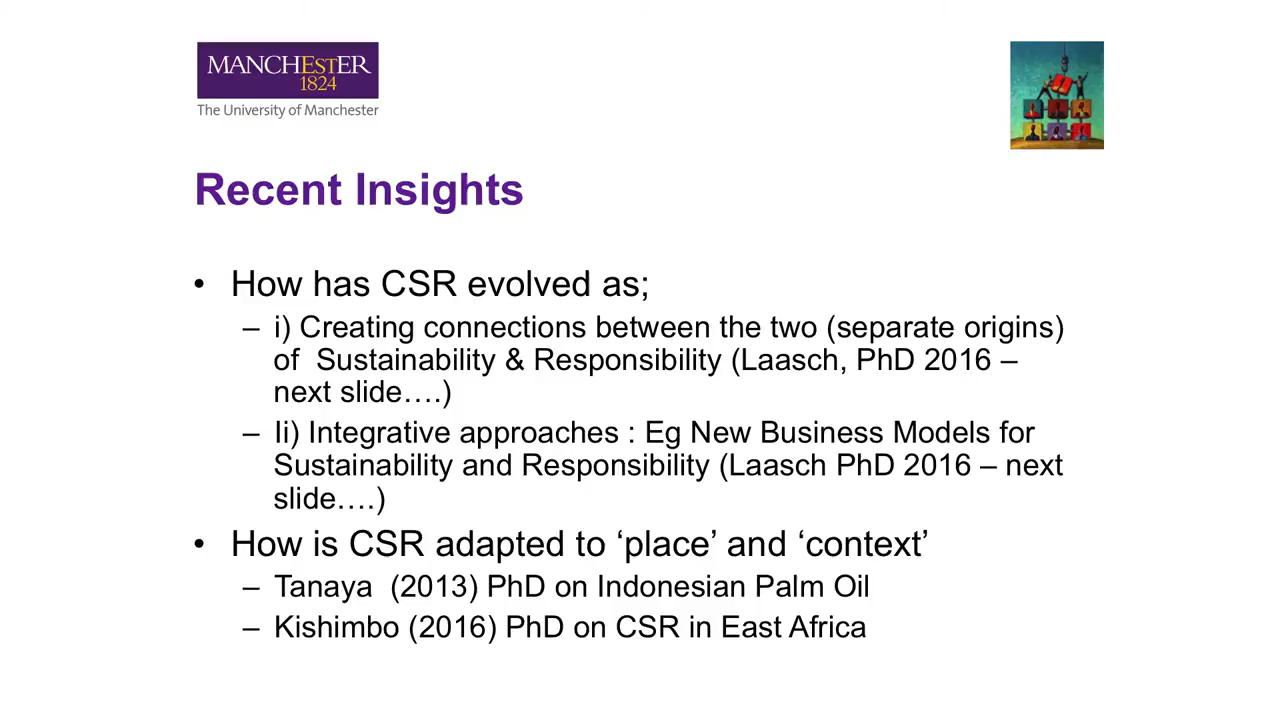 MANCHESTER
1824
The University of Manchester
Recent Insights
• How has CSR evolved as;
– i) Creating connections between the two (separate origins)
of Sustainability & Responsibility (Laasch, PhD 2016 –
next slide….)
– Ii) Integrative approaches : Eg New Business Models for
Sustainability and Responsibility (Laasch PhD 2016 – next
slide….)
• How is CSR adapted to ‘place’ and ‘context’
– Tanaya (2013) PhD on Indonesian Palm Oil
– Kishimbo (2016) PhD on CSR in East Africa